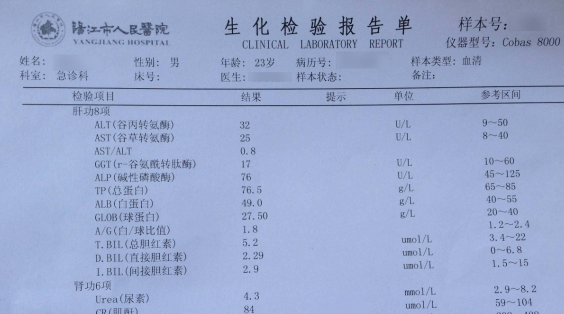 阳江市人民醫院
YANGJIANG HOSPITAL
生化检验报告单
CLINICAL LABORATORY REPORT
样本号:
仪器型号: Cobas 8000
姓名: 性别: 男 年龄: 23岁 病历号: 样本类型: 血清
科室: 急诊科 床号: 医生: 样本状态: 备注:
检验项目 结果 提示 单位 参考区间
肝功8项
ALT(谷丙转氨酶) 32 U/L 9~50
AST(谷草转氨酶) 25 U/L 8~40
AST/ALT 0.8
GGT(r-谷氨酰转肽酶) 17 U/L 10~60
ALP(碱性磷酸酶) 76 U/L 45~125
TP(总蛋白) 76.5 g/L 65~85
ALB(白蛋白) 49.0 g/L 40~55
GLOB(球蛋白) 27.50 g/L 20~40
A/G(白/球比值) 1.8 1.2~2.4
T.BIL(总胆红素) 5.2 umol/L 3.4~22
D.BIL(直接胆红素) 2.29 umol/L 0~6.8
I.BIL(间接胆红素) 2.9 umol/L 1.5~15
肾功6项
Urea(尿素) 4.3 mmol/L 2.9~8.2
CR(肌酐) 84 umol/L 59~104